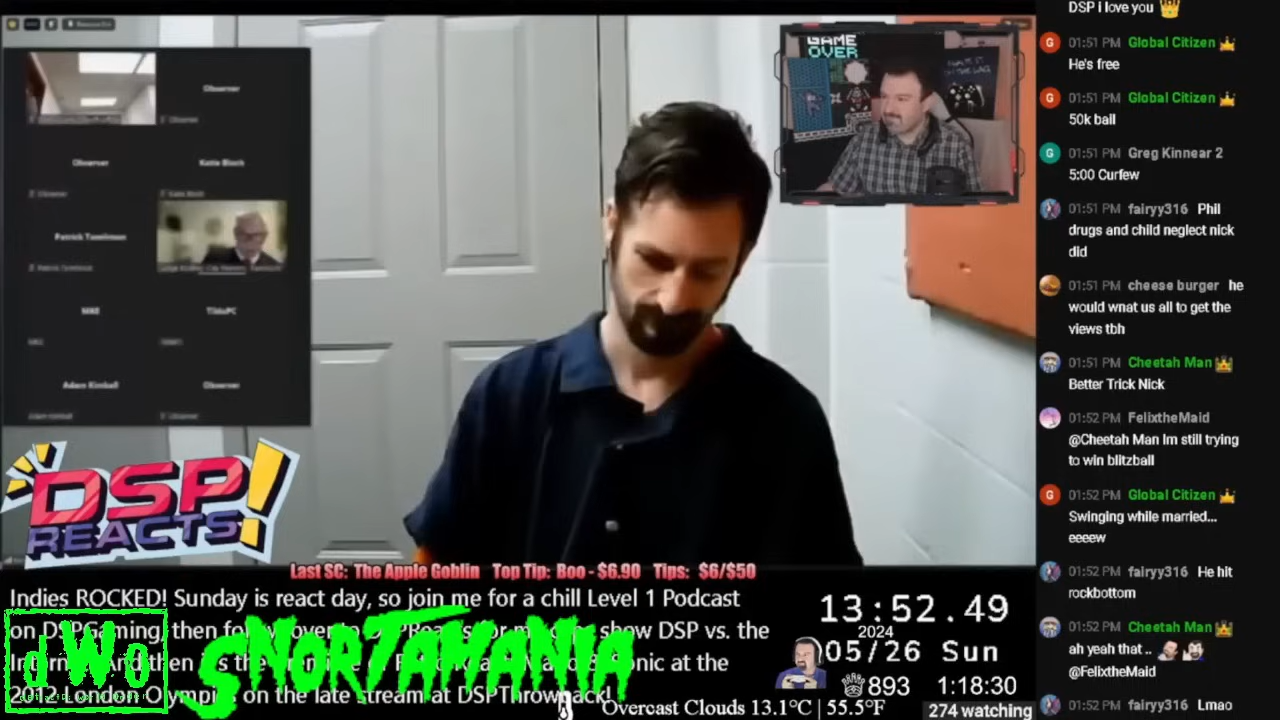 Observer
Observer
Katie Bloch
Patrick Tomlinson
Adam Kimball
Observer
GAME
OVER
DSP
REACTS!
Last SC: The Apple Goblin Top Tip: Boo - $6.90 Tips: $6/$50
Indies ROCKED! Sunday is react day, so join me for a chill Level 1 Podcast
on DSPGaming, then
show DSP vs. the
onic at the
2012 London Olympic on the late stream at DSPThrowback!
dWo
SNORTAMANIA
13:52.49
2024
05/26 Sun
893
1:18:30
Overcast Clouds 13.1°C | 55.5°F
274 watching
DSP i love you
01:51 PM Global Citizen
He's free
01:51 PM Global Citizen
50k ball
01:51 PM Greg Kinnear 2
5:00 Curfew
01:51 PM fairyy316 Phil
drugs and child neglect nick
did
01:51 PM cheese burger he
would wnat us all to get the
views tbh
01:51 PM Cheetah Man
Better Trick Nick
01:52 PM FelixtheMaid
@Cheetah Man Im still trying
to win blitzball
01:52 PM Global Citizen
Swinging while married...
eeeew
01:52 PM fairyy316 He hit
rockbottom
01:52 PM Cheetah Man
ah yeah that ..
@FelixtheMaid
01:52 PM fairyy316 Lmao